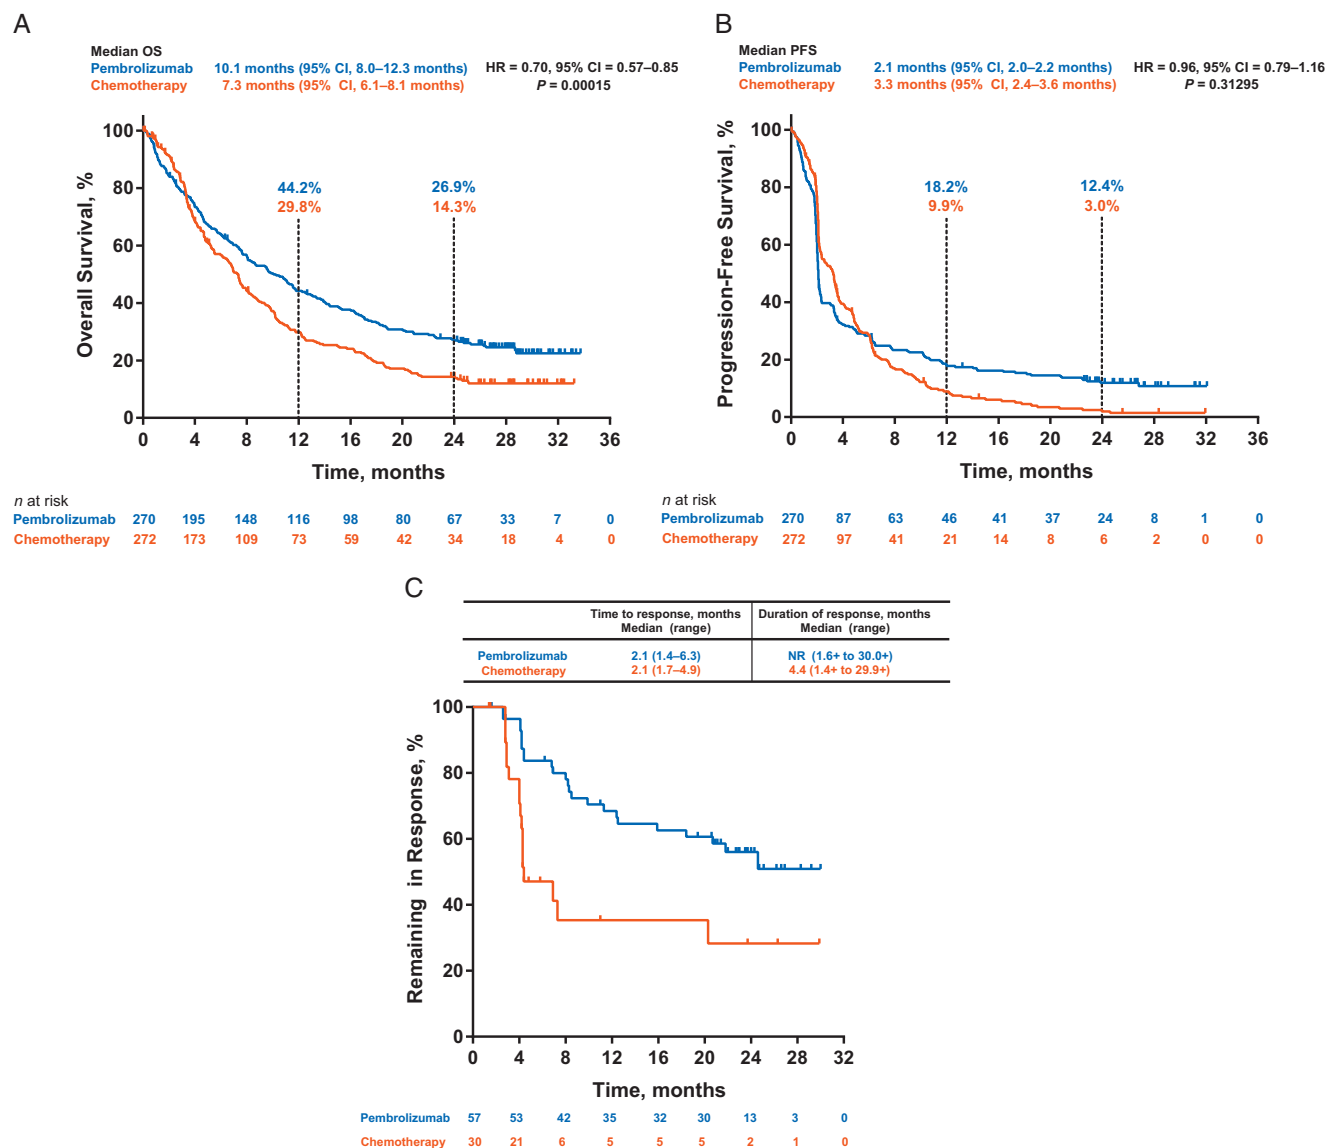 A
Median OS
Pembrolizumab 10.1 months (95% CI, 8.0–12.3 months) HR = 0.70, 95% CI = 0.57–0.85
Chemotherapy 7.3 months (95% CI, 6.1–8.1 months) P = 0.00015
Overall Survival, %
100
80
60
40
20
0
44.2%
29.8%
26.9%
14.3%
0 4 8 12 16 20 24 28 32 36
Time, months
n at risk
Pembrolizumab 270 195 148 116 98 80 67 33 7 0
Chemotherapy 272 173 109 73 59 42 34 18 4 0
B
Median PFS
Pembrolizumab 2.1 months (95% CI, 2.0–2.2 months) HR = 0.96, 95% CI = 0.79–1.16
Chemotherapy 3.3 months (95% CI, 2.4–3.6 months) P = 0.31295
Progression-Free Survival, %
100
80
60
40
20
0
18.2%
9.9%
12.4%
3.0%
0 4 8 12 16 20 24 28 32 36
Time, months
n at risk
Pembrolizumab 270 87 63 46 41 37 24 8 1 0
Chemotherapy 272 97 41 21 14 8 6 2 0 0
C
Time to response, months Duration of response, months
Median (range) Median (range)
Pembrolizumab 2.1 (1.4–6.3) NR (1.6+ to 30.0+)
Chemotherapy 2.1 (1.7–4.9) 4.4 (1.4+ to 29.9+)
Remaining in Response, %
100
80
60
40
20
0
0 4 8 12 16 20 24 28 32
Time, months
Pembrolizumab 57 53 42 35 32 30 13 3 0
Chemotherapy 30 21 6 5 5 5 2 1 0